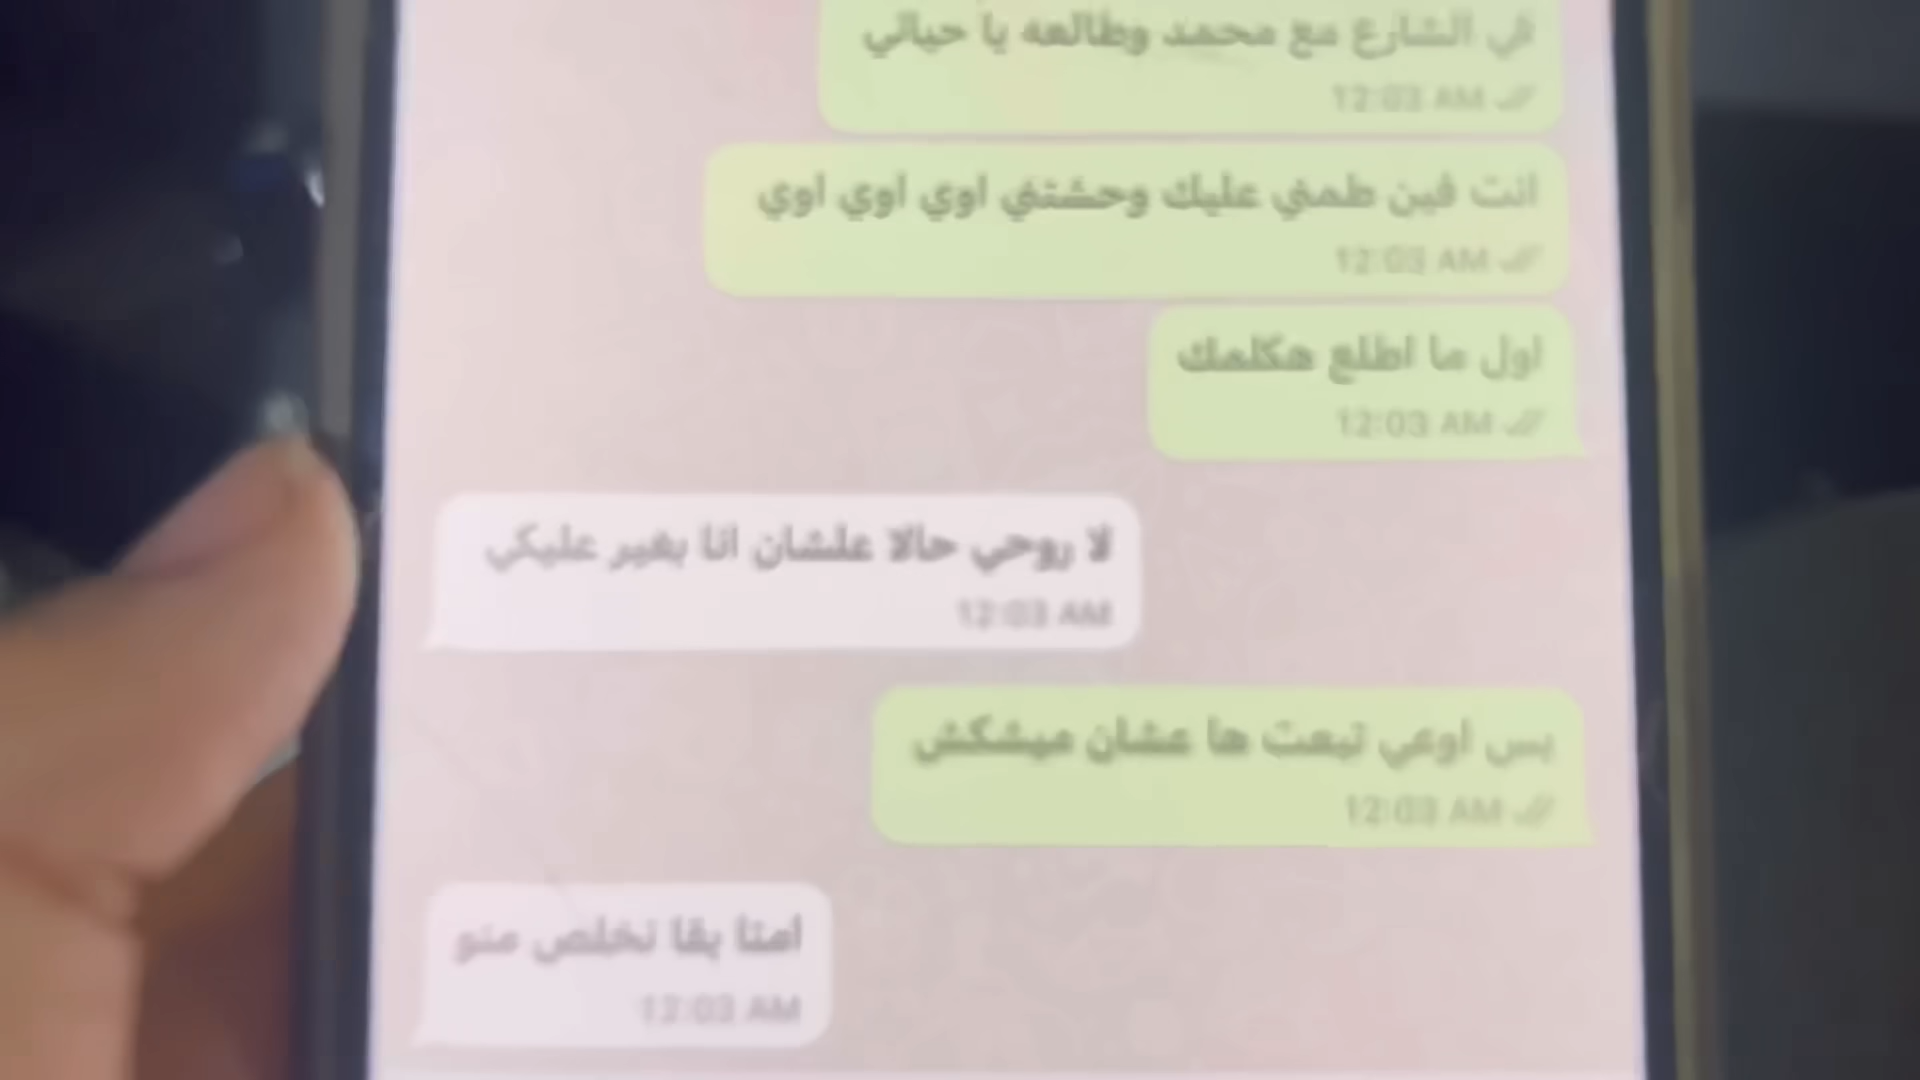 في الشارع مع محمد وطالعه يا حياتي
12:03 AM
انت فين طمني عليك وحشتني اوي اوي اوي
12:03 AM
اول ما اطلع هكلمك
12:03 AM
لا روحي حالا علشان انا بغير عليكي
12:03 AM
بس اوعي تبعت ها عشان ميشكش
12:03 AM
امتا بقا نخلص منو
12:03 AM